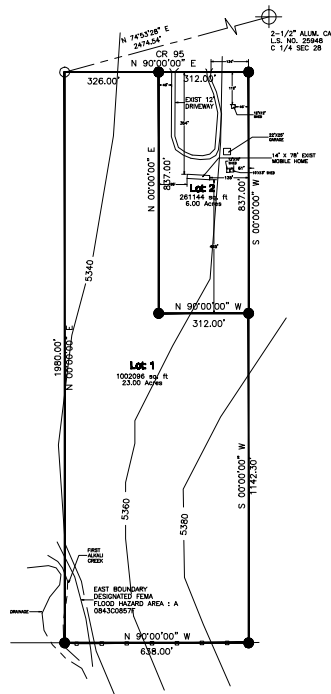 2-1/2" ALUM. CA
L.S. NO. 25948
C 1/4 SEC 28
N 74°53'28" E
2474.54'
CR 95
N 90°00'00" E
326.00'
312.00'
EXIST 12'
DRIVEWAY
22'X25'
GARAGE
14' X 78' EXIST
MOBILE HOME
N 00°00'00" E
837.00'
Lot 2
261144 sq. ft
6.00 Acres
837.00'
S 00°00'00" W
N 90°00'00" W
312.00'
5340
1980.00'
N 00°00'00" E
Lot 1
1002096 sq. ft
23.00 Acres
5360
5380
S 00°00'00" W
1142.30'
FIRST
ALKALI
CREEK
EAST BOUNDARY
DESIGNATED FEMA
FLOOD HAZARD AREA : A
0843C0857F
DRAINAGE
N 90°00'00" W
638.00'